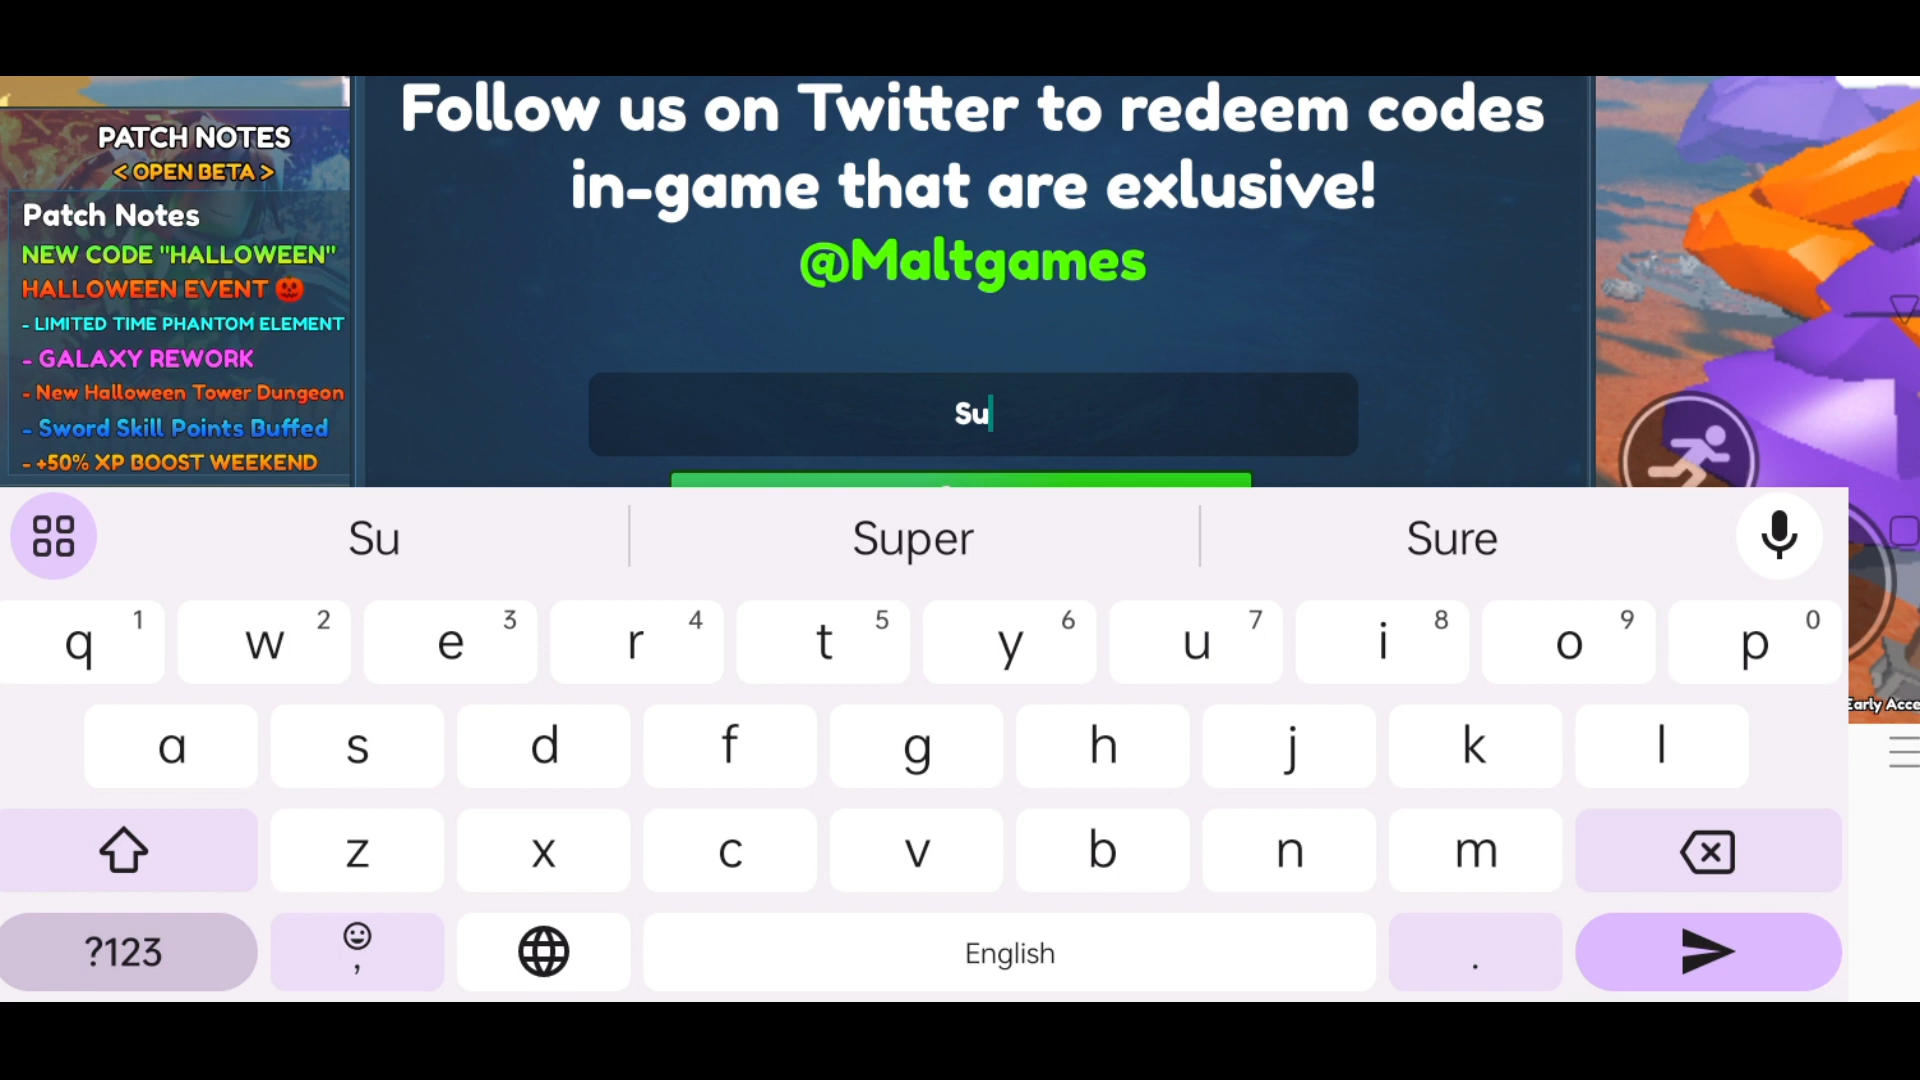 Follow us on Twitter to redeem codes
in-game that are exlusive!
@Maltgames
PATCH NOTES
< OPEN BETA >
Patch Notes
NEW CODE "HALLOWEEN"
HALLOWEEN EVENT 🎃
- LIMITED TIME PHANTOM ELEMENT
- GALAXY REWORK
- New Halloween Tower Dungeon
- Sword Skill Points Buffed
- +50% XP BOOST WEEKEND
Su
Su Super Sure
q 1 w 2 e 3 r 4 t 5 y 6 u 7 i 8 o 9 p 0
a s d f g h j k l
z x c v b n m
?123 , English .
Early